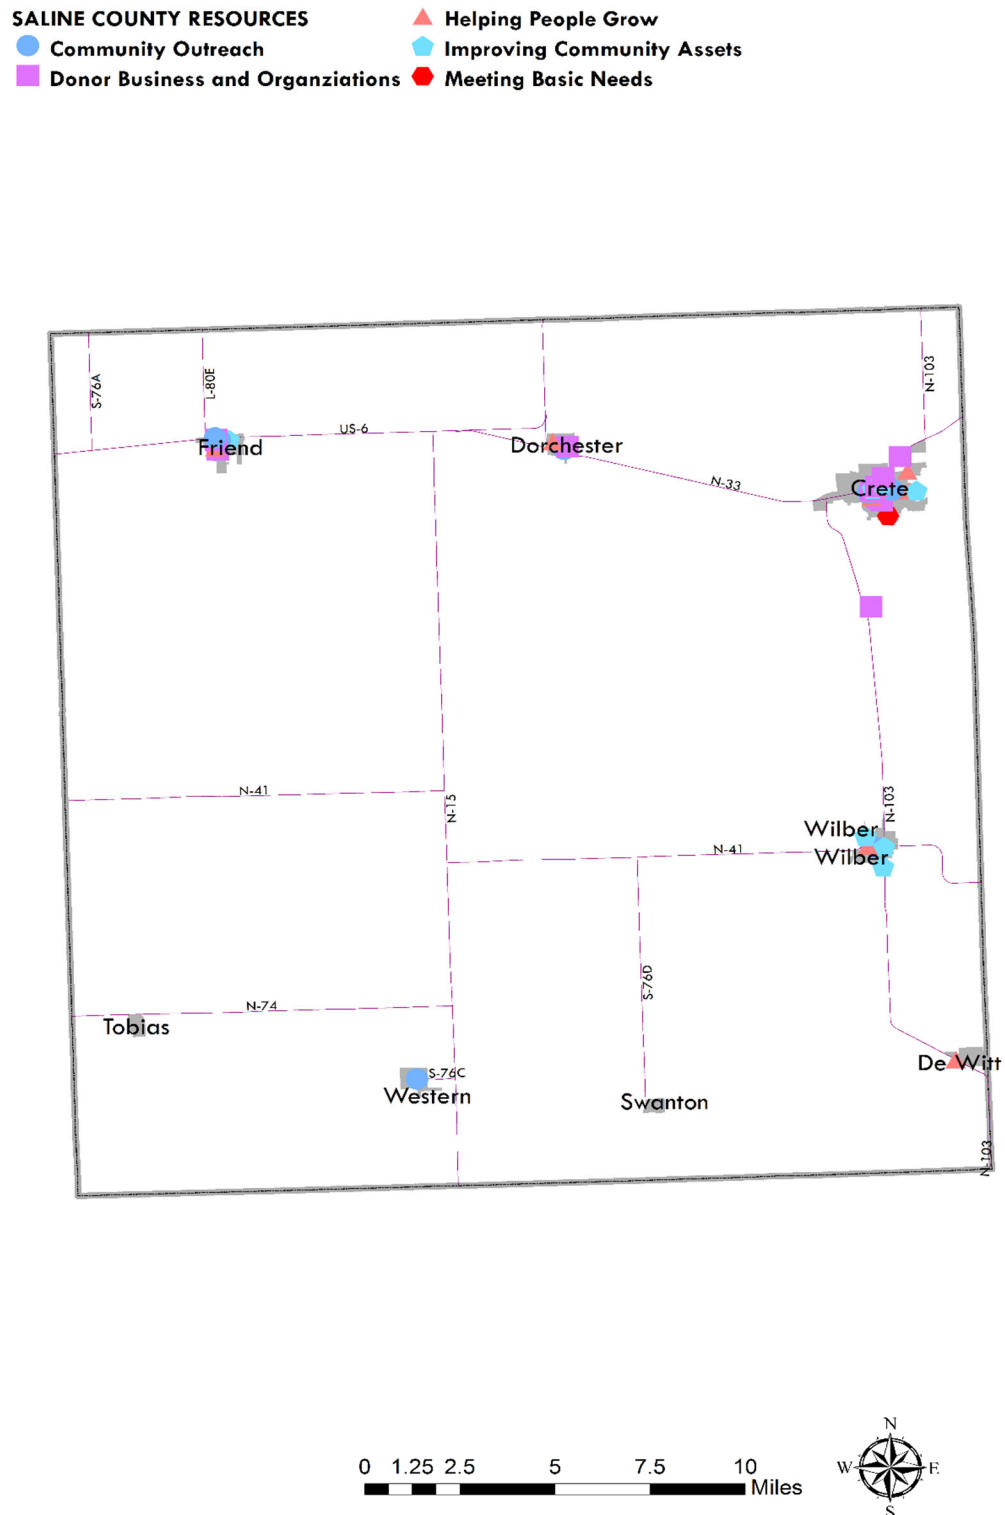 SALINE COUNTY RESOURCES
Community Outreach
Donor Business and Organziations
Helping People Grow
Improving Community Assets
Meeting Basic Needs
S-76A
L-80E
N-103
US-6
Friend
Dorchester
N-33
Crete
N-41
N-15
N-103
Wilber
N-41
Wilber
S-76D
N-74
Tobias
S-76C
Western
Swanton
De Witt
N-103
N
0 1.25 2.5 5 7.5 10
W E
Miles
S